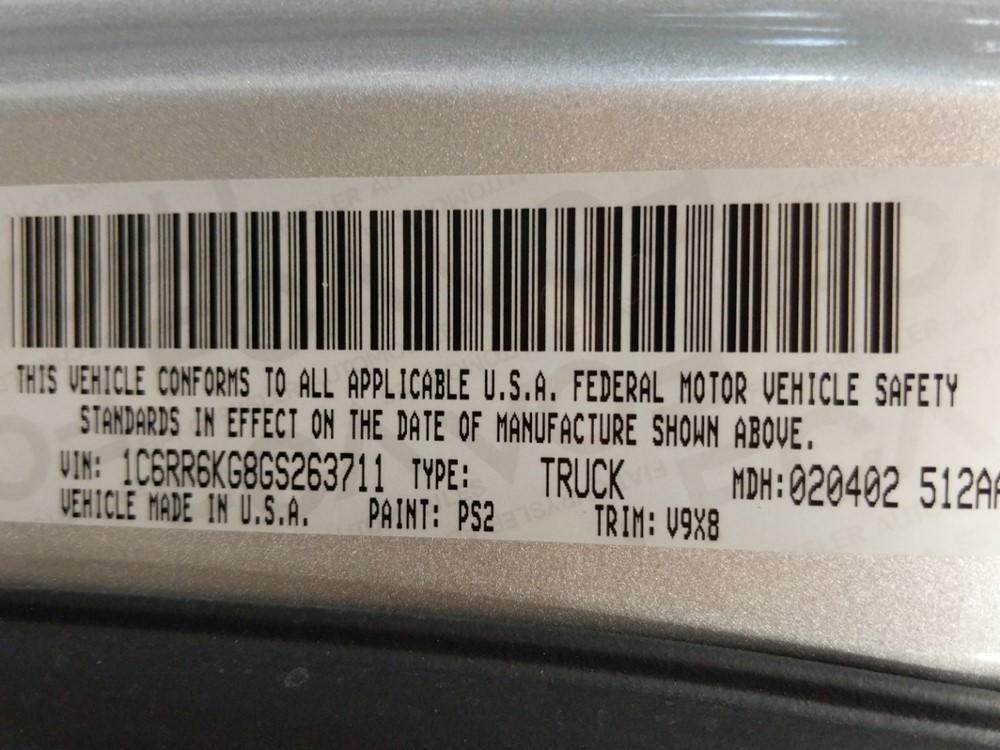 THIS VEHICLE CONFORMS TO ALL APPLICABLE U.S.A. FEDERAL MOTOR VEHICLE SAFETY
STANDARDS IN EFFECT ON THE DATE OF MANUFACTURE SHOWN ABOVE.
VIN: 1C6RR6KG8GS263711 TYPE: TRUCK MDH:020402 512AA
VEHICLE MADE IN U.S.A. PAINT: PS2 TRIM: V9X8